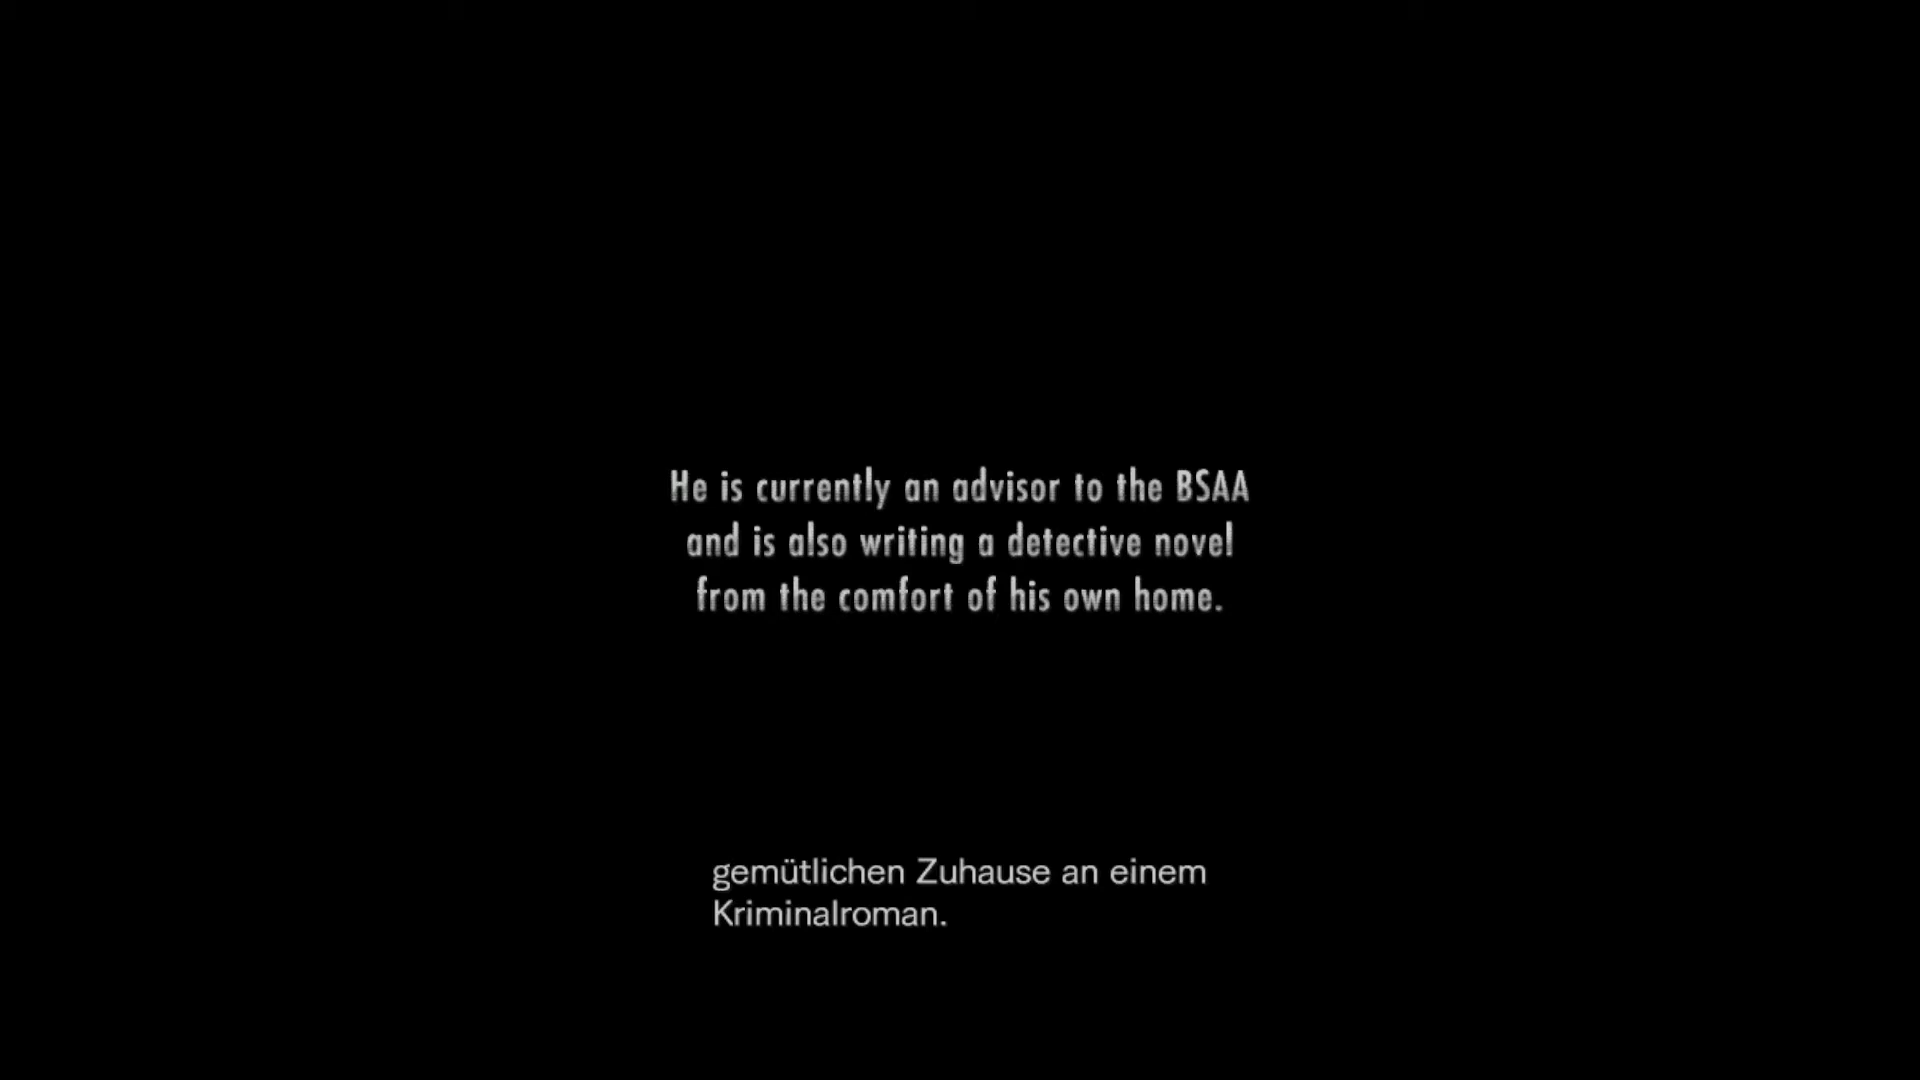 He is currently an advisor to the BSAA
and is also writing a detective novel
from the comfort of his own home.
gemütlichen Zuhause an einem
Kriminalroman.